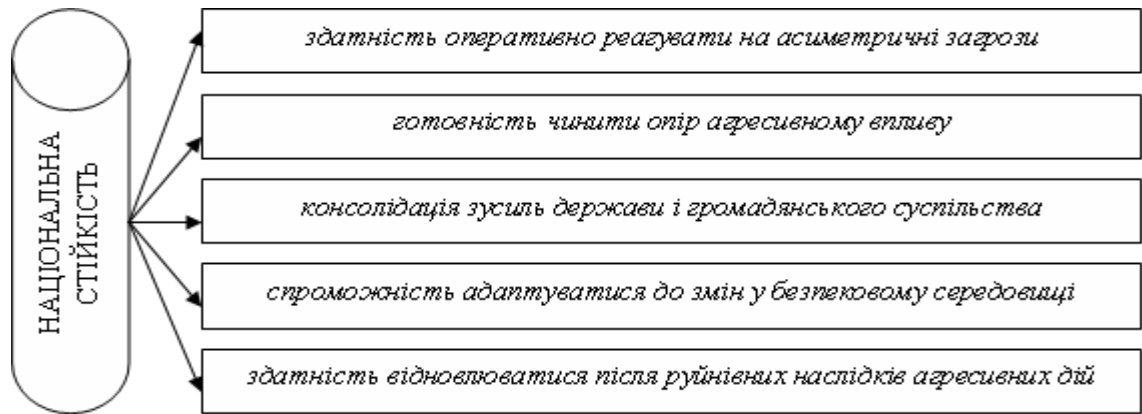 НАЦІОНАЛЬНА
СТІЙКІСТЬ
здатність оперативно реагувати на асиметричні загрози
готовність чинити опір агресивному впливу
консолідація зусиль держави і громадянського суспільства
спроможність адаптуватися до змін у безпековому середовищі
здатність відновлюватися після руйнівних наслідків агресивних дій